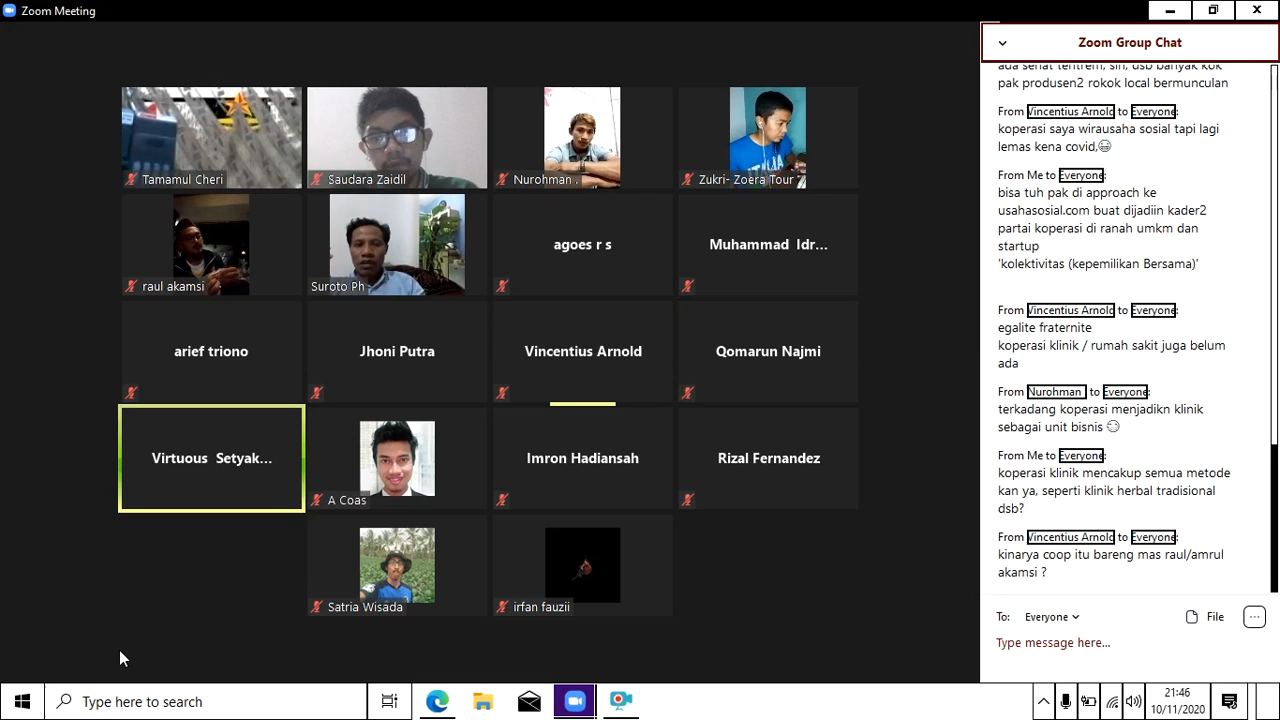 Zoom Meeting
Zoom Group Chat
ada sehat tentrem, sin, dsb banyak kok
pak produsen2 rokok local bermunculan
From Vincentius Arnold to Everyone:
koperasi saya wirausaha sosial tapi lagi
lemas kena covid,
From Me to Everyone:
bisa tuh pak di approach ke
usahasosial.com buat dijadiin kader2
partai koperasi di ranah umkm dan
startup
'kolektivitas (kepemilikan Bersama)'
From Vincentius Arnold to Everyone:
egalite fraternite
koperasi klinik / rumah sakit juga belum
ada
From Nurohman to Everyone:
terkadang koperasi menjadikn klinik
sebagai unit bisnis
From Me to Everyone:
koperasi klinik mencakup semua metode
kan ya, seperti klinik herbal tradisional
dsb?
From Vincentius Arnold to Everyone:
kinarya coop itu bareng mas raul/amrul
akamsi ?
To: Everyone
File
Type message here...
Tamamul Cheri
Saudara Zaidil
Nurohman .
Zukri- Zoera Tour
raul akamsi
Suroto Ph
agoes r s
Muhammad Idr...
arief triono
Jhoni Putra
Vincentius Arnold
Qomarun Najmi
Virtuous Setyak...
A Coas
Imron Hadiansah
Rizal Fernandez
Satria Wisada
irfan fauzii
Type here to search
21:46
10/11/2020